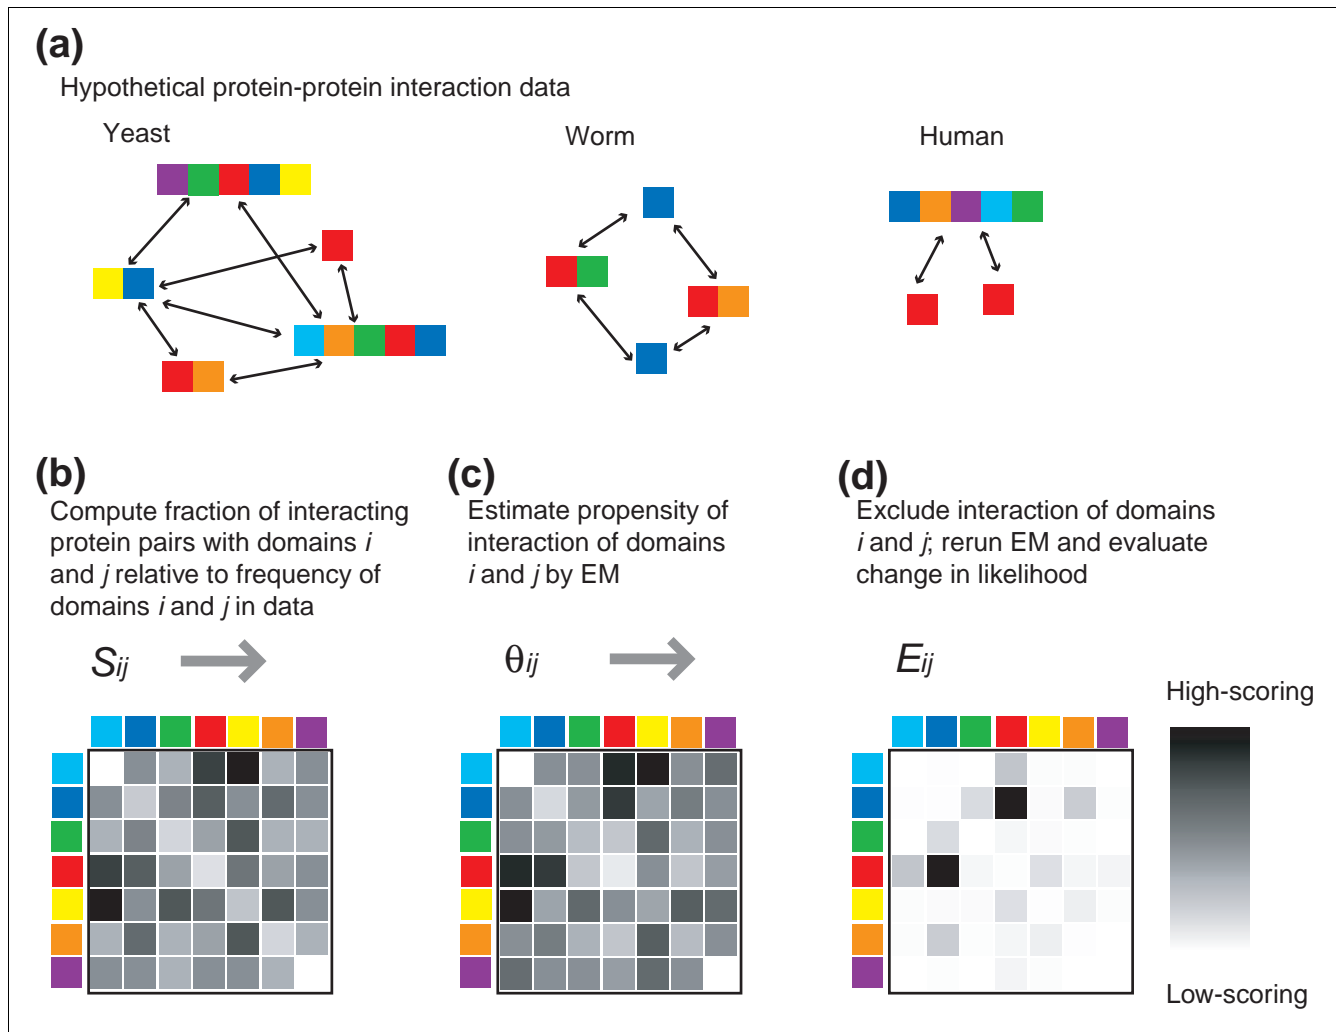 (a)
Hypothetical protein-protein interaction data
Yeast
Worm
Human
(b)
Compute fraction of interacting
protein pairs with domains i
and j relative to frequency of
domains i and j in data
Sij
(c)
Estimate propensity of
interaction of domains
i and j by EM
θij
(d)
Exclude interaction of domains
i and j; rerun EM and evaluate
change in likelihood
Eij
High-scoring
Low-scoring